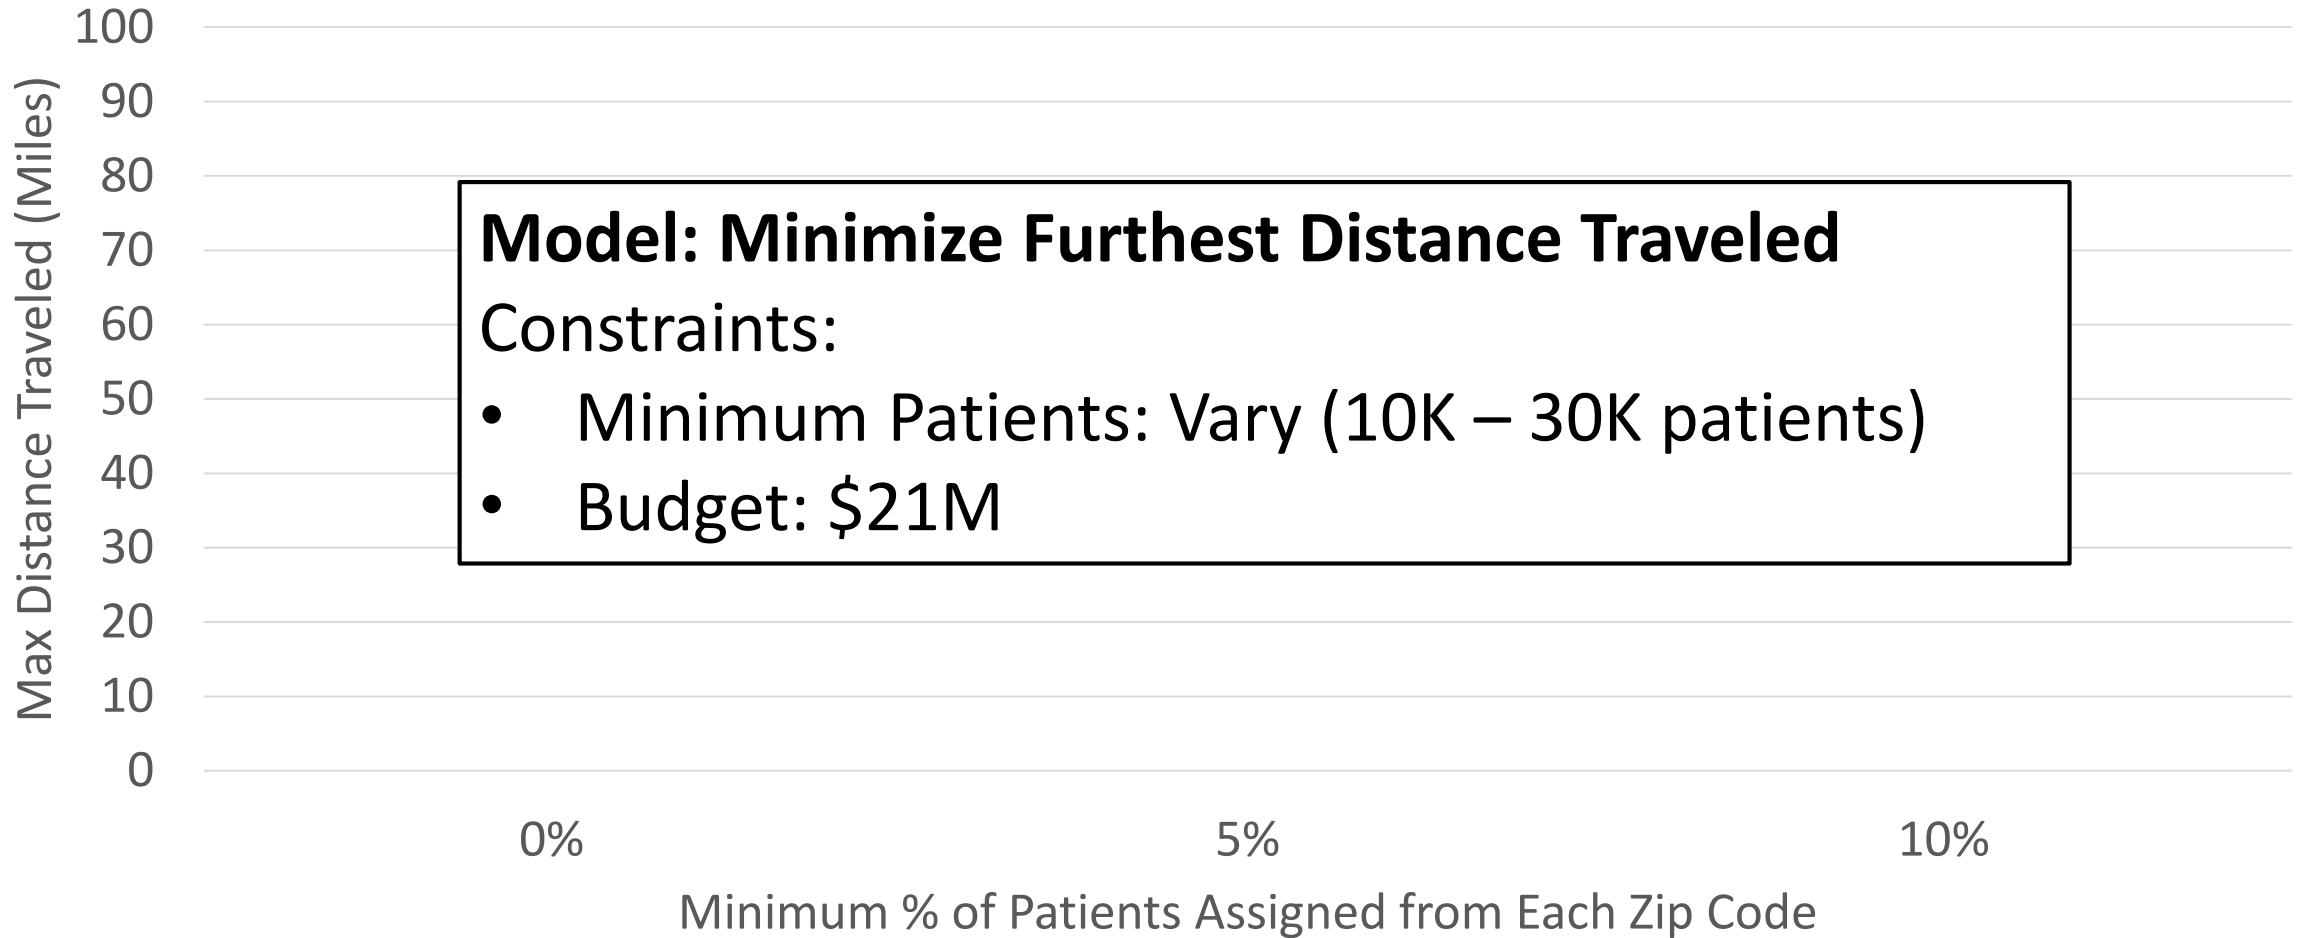 Max Distance Traveled (Miles)
100
90
80
70
60
50
40
30
20
10
0
Model: Minimize Furthest Distance Traveled
Constraints:
• Minimum Patients: Vary (10K – 30K patients)
• Budget: $21M
0% 5% 10%
Minimum % of Patients Assigned from Each Zip Code